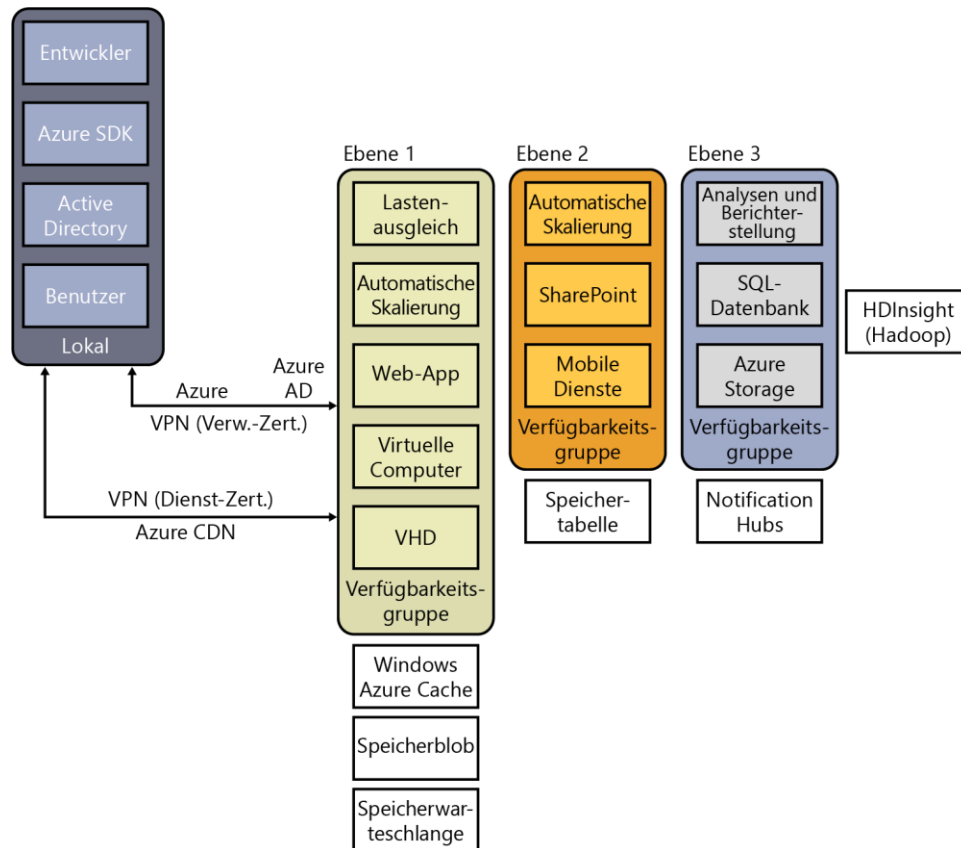 Entwickler
Azure SDK
Active
Directory
Benutzer
Lokal
Azure
Azure
AD
VPN (Verw.-Zert.)
VPN (Dienst-Zert.)
Azure CDN
Ebene 1
Lasten-
ausgleich
Automatische
Skalierung
Web-App
Virtuelle
Computer
VHD
Verfügbarkeits-
gruppe
Windows
Azure Cache
Speicherblob
Speicherwar-
teschlange
Ebene 2
Automatische
Skalierung
SharePoint
Mobile
Dienste
Verfügbarkeits-
gruppe
Speicher-
tabelle
Ebene 3
Analysen und
Berichter-
stellung
SQL-
Datenbank
Azure
Storage
Verfügbarkeits-
gruppe
Notification
Hubs
HDInsight
(Hadoop)